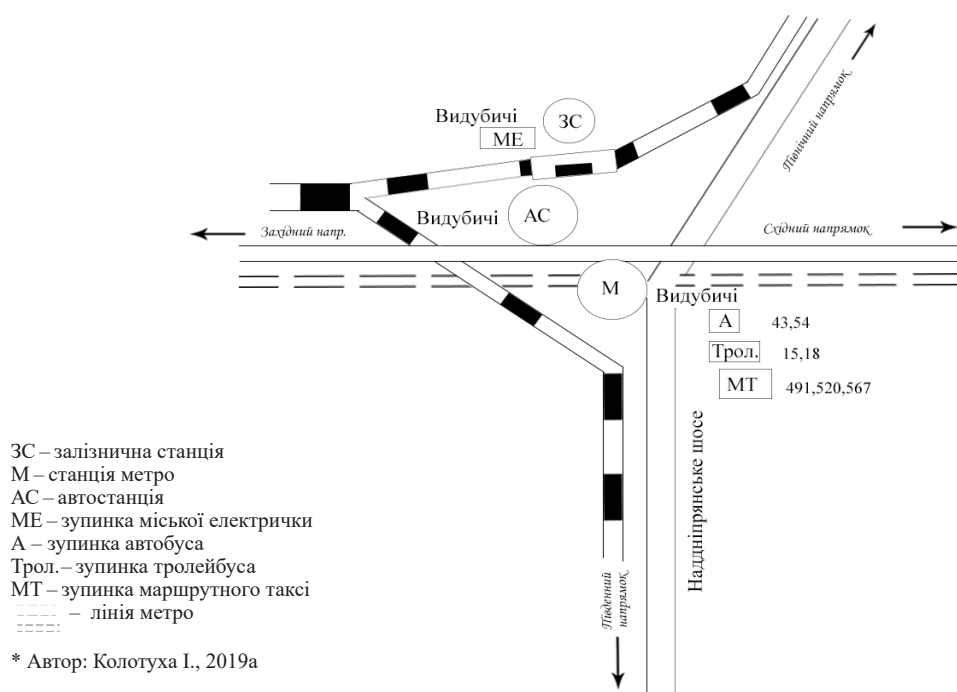 Видубичі
ЗС
МЕ
Північний напрямок
Видубичі
АС
Західний напр.
Східний напрямок
М
Видубичі
А 43,54
Трол. 15,18
МТ 491,520,567
Наддніпрянське шосе
Південний
напрямок
ЗС – залізнична станція
М – станція метро
АС – автостанція
МЕ – зупинка міської електрички
А – зупинка автобуса
Трол.– зупинка тролейбуса
МТ – зупинка маршрутного таксі
– лінія метро
* Автор: Колотуха І., 2019а